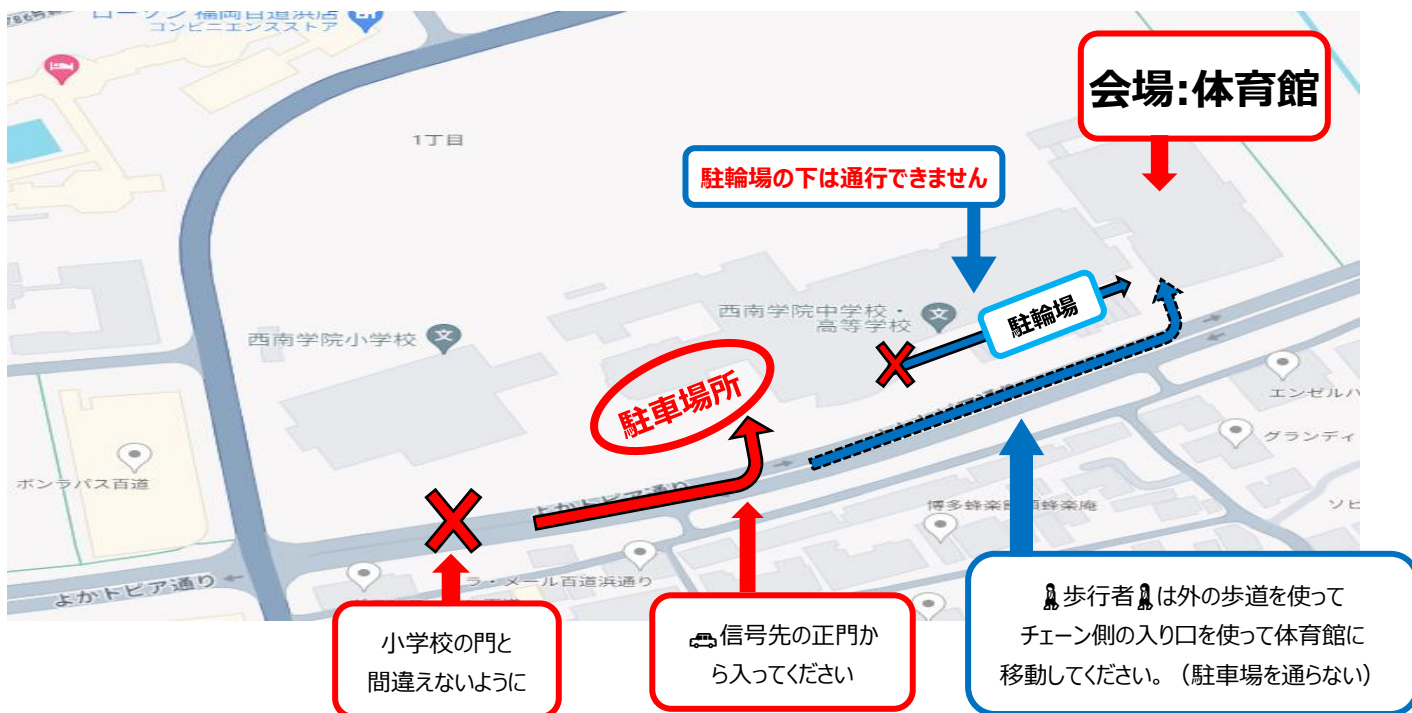 ローソン 福岡百道浜店
コンビニエンスストア
会場:体育館
1丁目
駐輪場の下は通行できません
西南学院中学校・
高等学校
駐輪場
西南学院小学校
駐車場所
エンゼルハ
グランディ
ボンラパス百道
よかトピア通り
博多蜂楽
蜂楽庵
ソピ
ラ・メール百道浜通り
よかトピア通り
小学校の門と
間違えないように
信号先の正門か
ら入ってください
歩行者は外の歩道を使って
チェーン側の入り口を使って体育館に
移動してください。（駐車場を通らない）